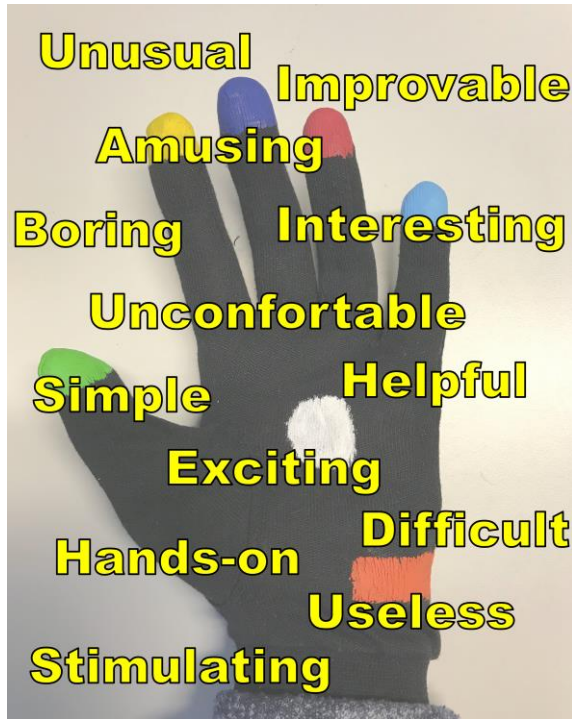 Unusual
Improvable
Amusing
Boring
Interesting
Unconfortable
Helpful
Simple
Exciting
Difficult
Hands-on
Useless
Stimulating